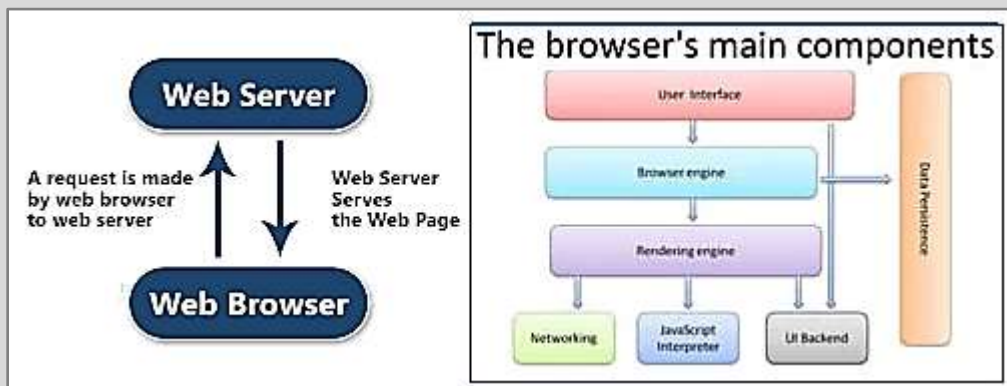 Web Server
A request is made
by web browser
to web server
Web Server
Serves
the Web Page
Web Browser
The browser's main components
User Interface
Browser engine
Rendering engine
Networking
JavaScript
Interpreter
UI Backend
Data Persistence